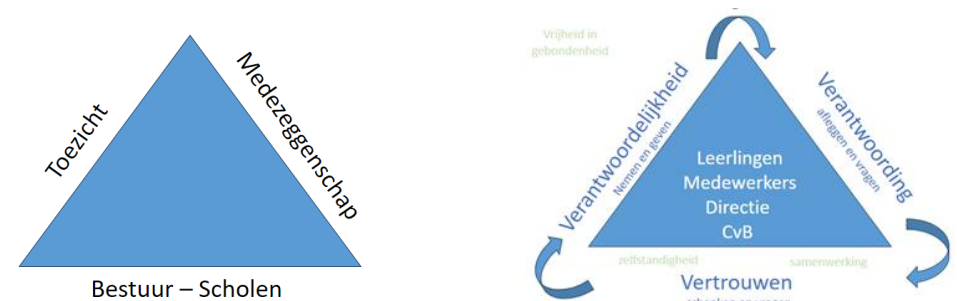 Toezicht
Medezeggenschap
Bestuur – Scholen
Vrijheid in
gebondenheid
Verantwoordelijkheid
Nemen en geven
Verantwoording
afleggen en vragen
Leerlingen
Medewerkers
Directie
CvB
zelfstandigheid
samenwerking
Vertrouwen